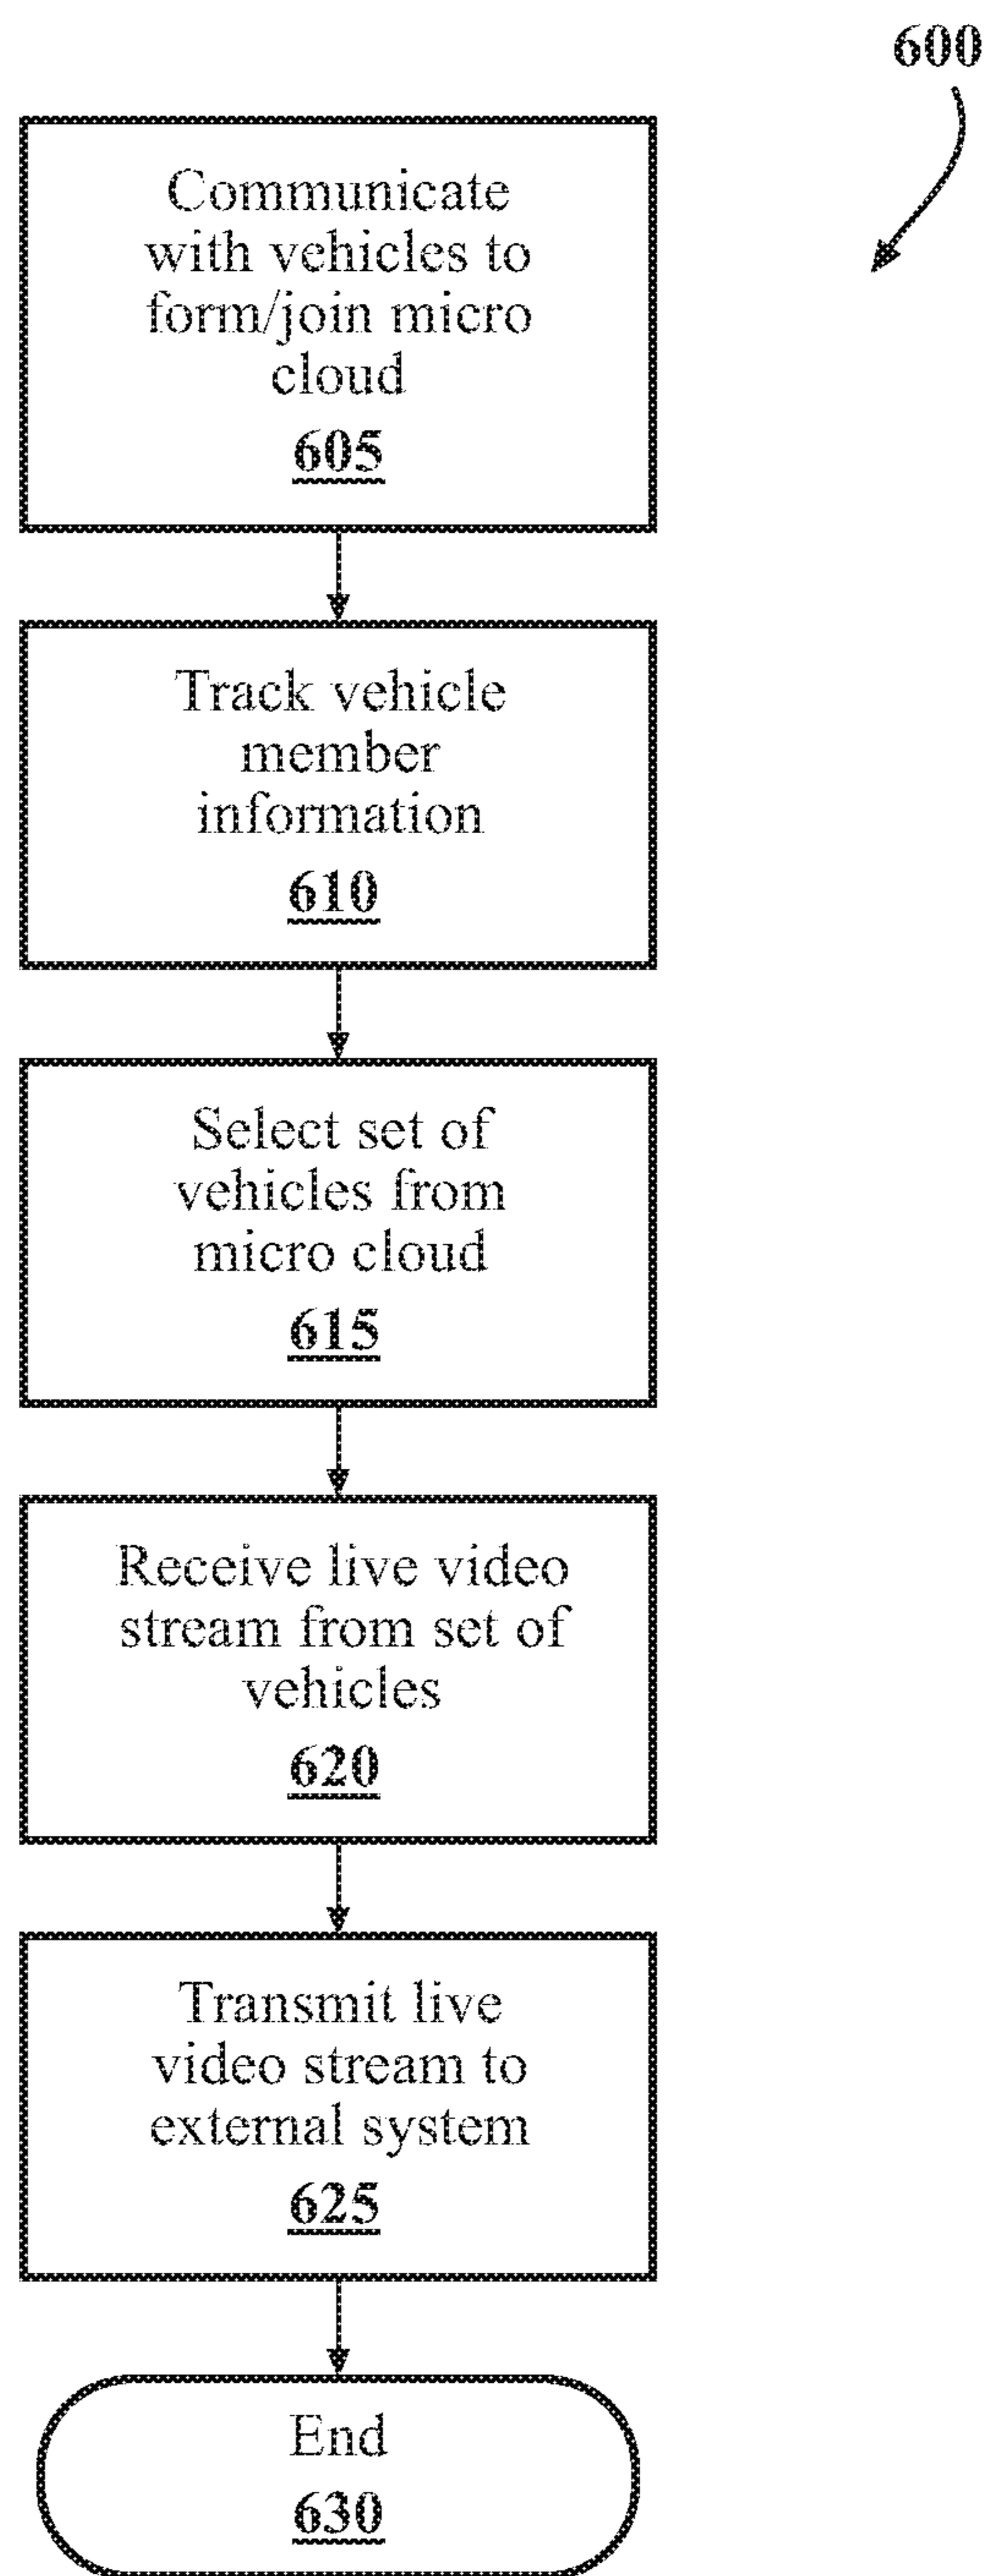 600
Communicate
with vehicles to
form/join micro
cloud
605
Track vehicle
member
information
610
Select set of
vehicles from
micro cloud
615
Receive live video
stream from set of
vehicles
620
Transmit live
video stream to
external system
625
End
630